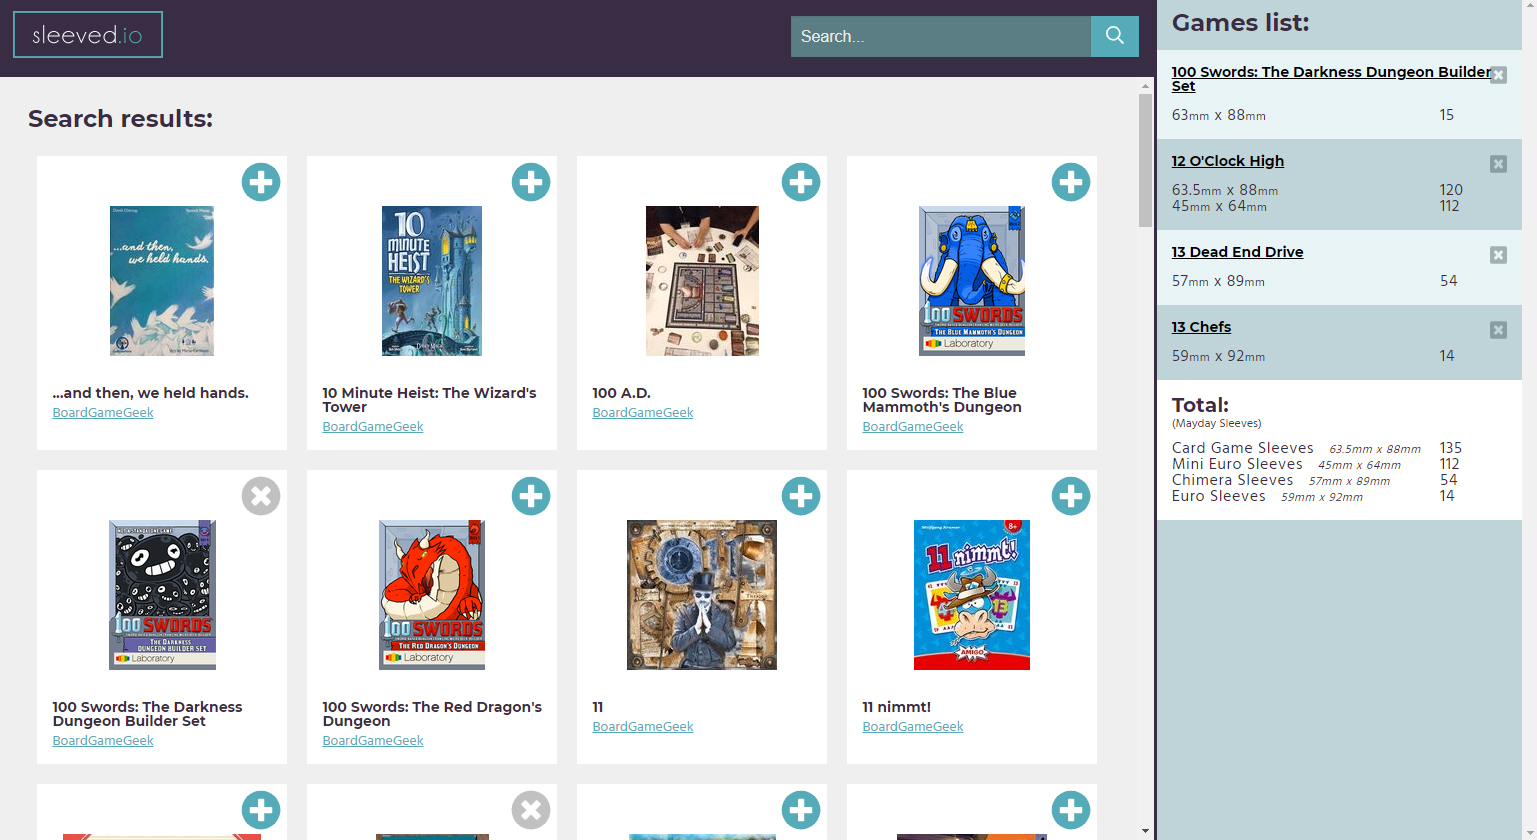 sleeved.io
Search...
Search results:
...and then, we held hands.
BoardGameGeek
10 MINUTE HEIST
THE WIZARD'S TOWER
10 Minute Heist: The Wizard's
Tower
BoardGameGeek
100 A.D.
BoardGameGeek
100 SWORDS
THE BLUE MAMMOTH'S DUNGEON
Laboratory
100 Swords: The Blue
Mammoth's Dungeon
BoardGameGeek
100 SWORDS
THE DARKNESS
DUNGEON BUILDER SET
Laboratory
100 Swords: The Darkness
Dungeon Builder Set
BoardGameGeek
100 SWORDS
THE RED DRAGON'S DUNGEON
Laboratory
100 Swords: The Red Dragon's
Dungeon
BoardGameGeek
11
BoardGameGeek
Wolfgang Kramer
8+
11 nimmt!
13
AMIGO
11 nimmt!
BoardGameGeek
...and then,
we held hands.
Games list:
100 Swords: The Darkness Dungeon Builder
Set
63mm x 88mm 15
12 O'Clock High
63.5mm x 88mm 120
45mm x 64mm 112
13 Dead End Drive
57mm x 89mm 54
13 Chefs
59mm x 92mm 14
Total:
(Mayday Sleeves)
Card Game Sleeves 63.5mm x 88mm 135
Mini Euro Sleeves 45mm x 64mm 112
Chimera Sleeves 57mm x 89mm 54
Euro Sleeves 59mm x 92mm 14